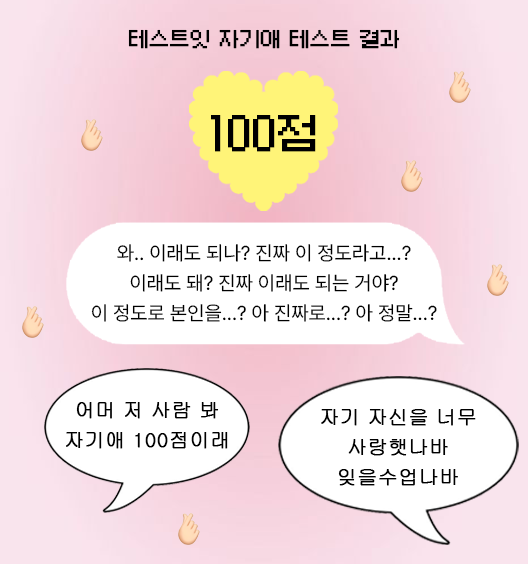 테스트잇 자기애 테스트 결과
100점
와.. 이래도 되나? 진짜 이 정도라고...?
이래도 돼? 진짜 이래도 되는 거야?
이 정도로 본인을...? 아 진짜로...? 아 정말...?
어머 저 사람 봐
자기애 100점이래
자기 자신을 너무
사랑햇나바
잊을수업나바